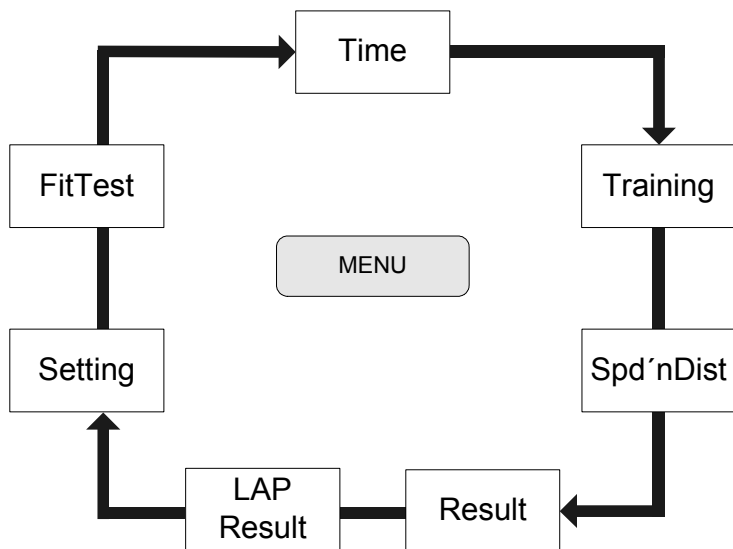 Time
FitTest
Training
MENU
Setting
Spd´nDist
LAP
Result
Result